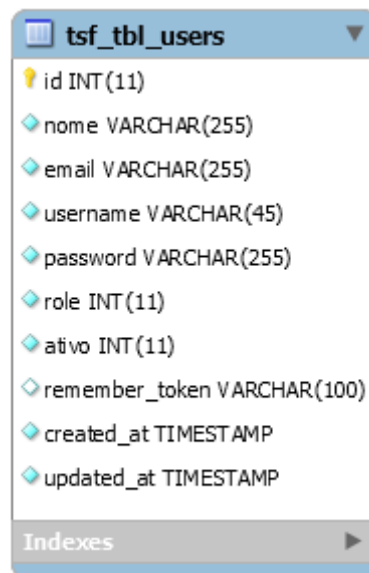 tsf_tbl_users
id INT(11)
nome VARCHAR(255)
email VARCHAR(255)
username VARCHAR(45)
password VARCHAR(255)
role INT(11)
ativo INT(11)
remember_token VARCHAR(100)
created_at TIMESTAMP
updated_at TIMESTAMP
Indexes